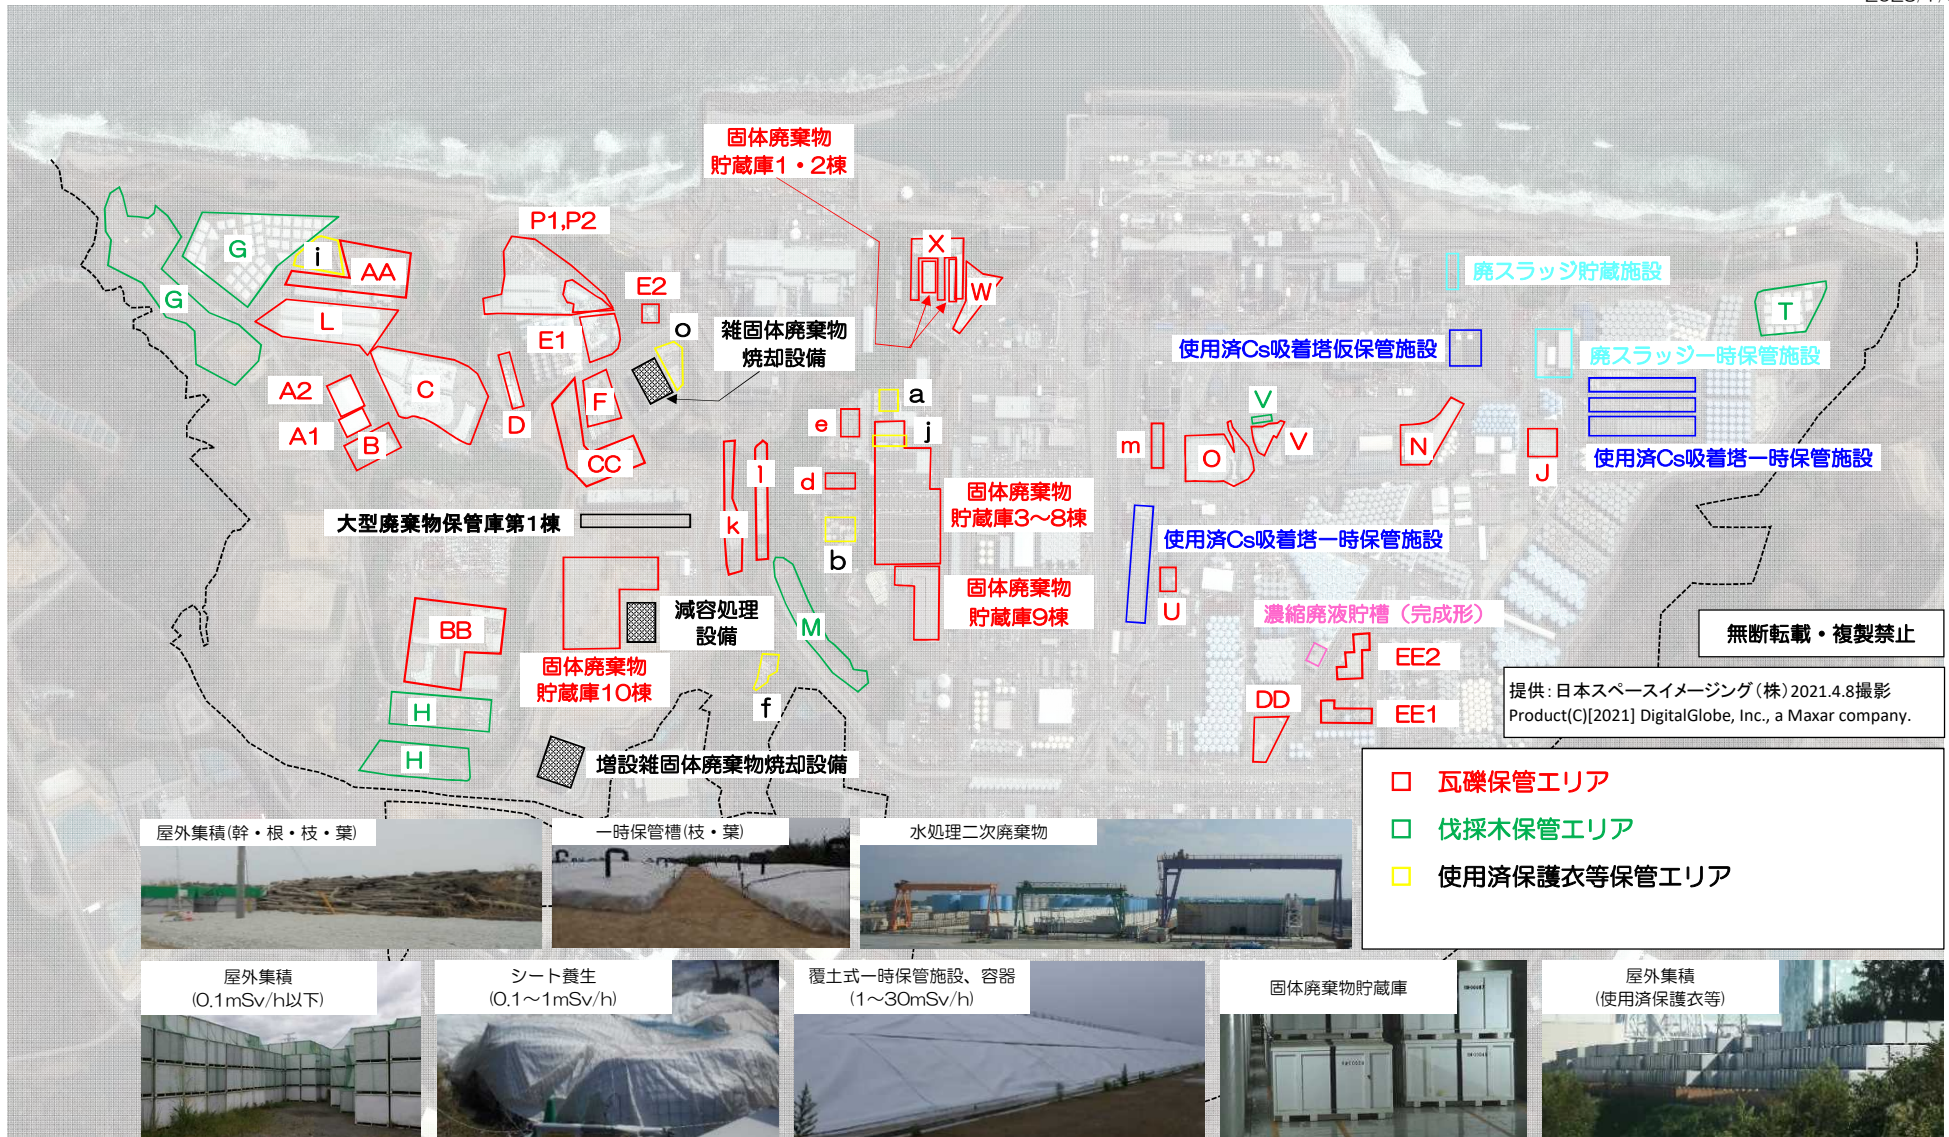 固体廃棄物
貯蔵庫1・2棟
P1,P2
X
G
i
AA
E2
W
廃スラッジ貯蔵施設
G
L
o
雑固体廃棄物
焼却設備
T
E1
使用済Cs吸着塔仮保管施設
廃スラッジ一時保管施設
A2
C
D
F
a
V
A1
B
e
j
m
O
V
N
J
使用済Cs吸着塔一時保管施設
CC
l
d
固体廃棄物
貯蔵庫3～8棟
大型廃棄物保管庫第1棟
k
b
使用済Cs吸着塔一時保管施設
固体廃棄物
貯蔵庫9棟
U
減容処理
設備
M
濃縮廃液貯槽（完成形）
BB
無断転載・複製禁止
固体廃棄物
貯蔵庫10棟
EE2
提供：日本スペースイメージング（株）2021.4.8撮影
Product(C)[2021] DigitalGlobe, Inc., a Maxar company.
H
f
DD
EE1
H
増設雑固体廃棄物焼却設備
瓦礫保管エリア
伐採木保管エリア
使用済保護衣等保管エリア
屋外集積(幹・根・枝・葉)
一時保管槽(枝・葉)
水処理二次廃棄物
屋外集積
(0.1mSv/h以下)
シート養生
(0.1～1mSv/h)
覆土式一時保管施設、容器
(1～30mSv/h)
固体廃棄物貯蔵庫
屋外集積
(使用済保護衣等)